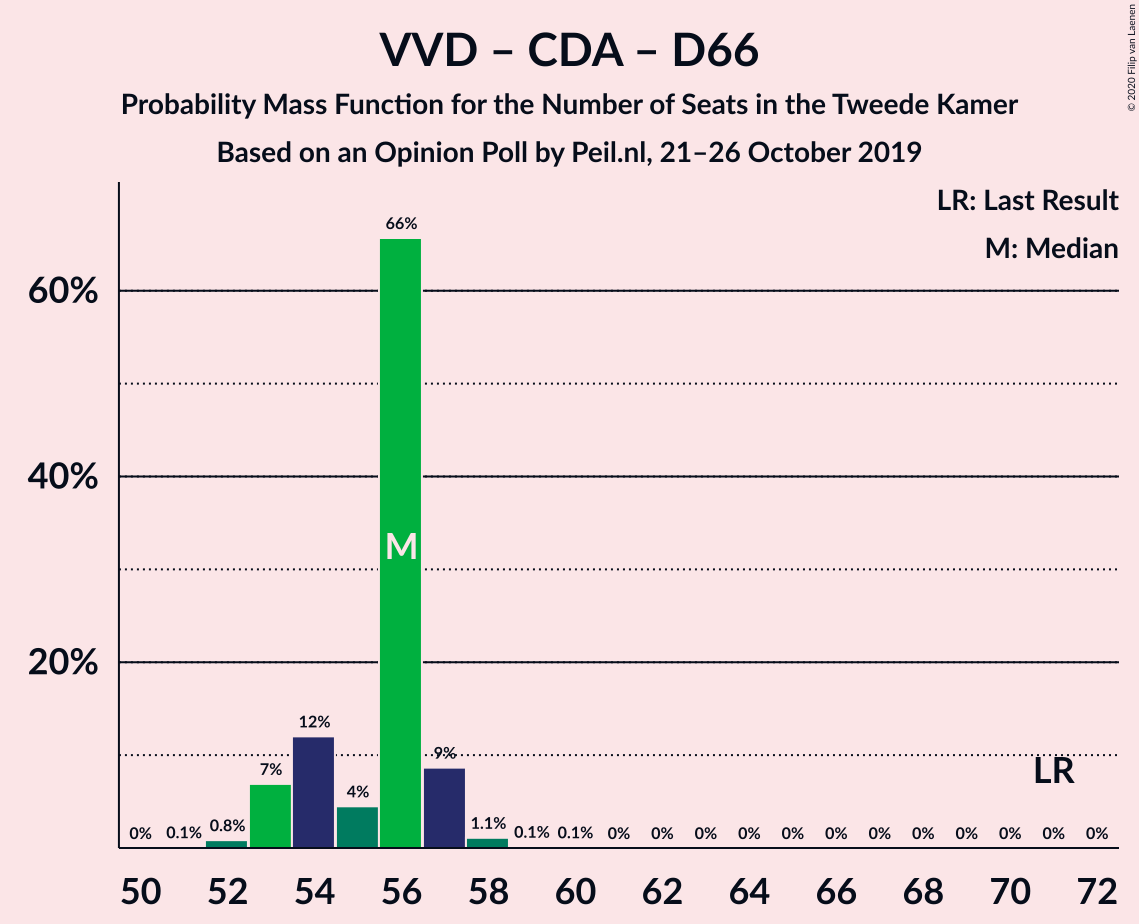 VVD – CDA – D66
Probability Mass Function for the Number of Seats in the Tweede Kamer
Based on an Opinion Poll by Peil.nl, 21–26 October 2019
© 2020 Filip van Laenen
LR: Last Result
M: Median
60%
40%
20%
0% 0.1% 0.8% 7% 12% 4% 66% 9% 1.1% 0.1% 0.1% 0% 0% 0% 0% 0% 0% 0% 0% 0% 0% 0% 0%
M
LR
50 52 54 56 58 60 62 64 66 68 70 72